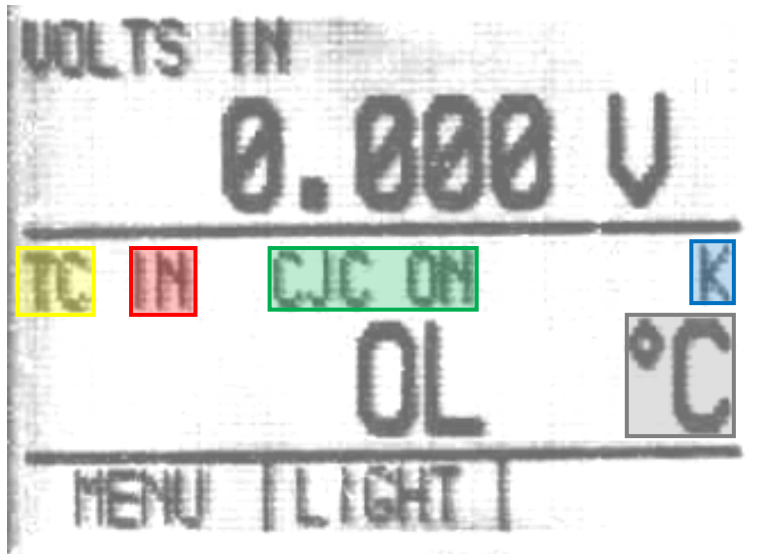 VOLTS IN
0.000 V
TC IN CJC ON K
OL °C
MENU LIGHT